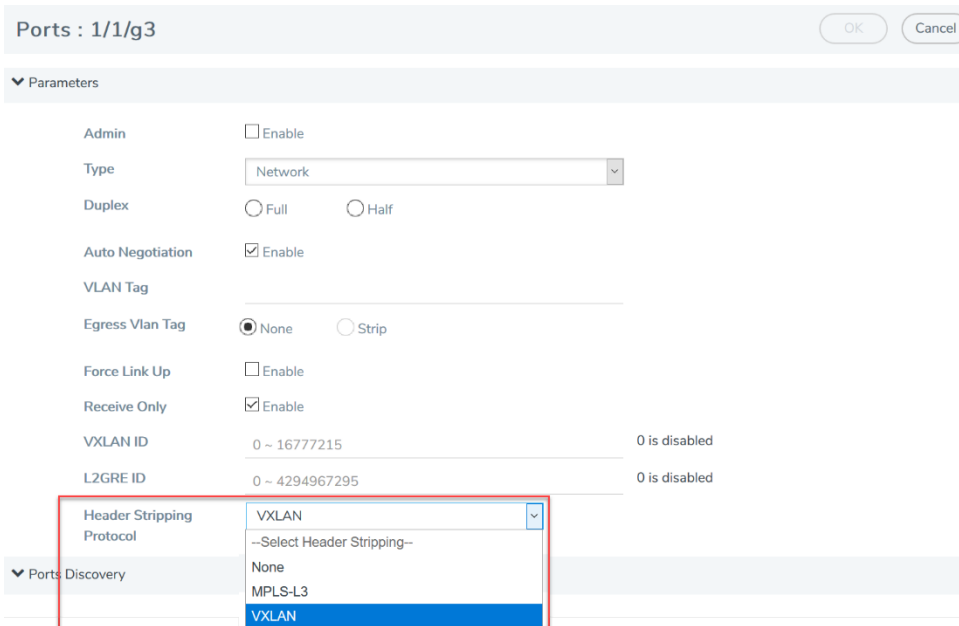 Ports : 1/1/g3
OK
Cancel
Parameters
Admin
Enable
Type
Network
Duplex
Full
Half
Auto Negotiation
Enable
VLAN Tag
Egress Vlan Tag
None
Strip
Force Link Up
Enable
Receive Only
Enable
VXLAN ID
0 ~ 16777215
0 is disabled
L2GRE ID
0 ~ 4294967295
0 is disabled
Header Stripping
Protocol
VXLAN
--Select Header Stripping--
None
MPLS-L3
VXLAN
Ports Discovery